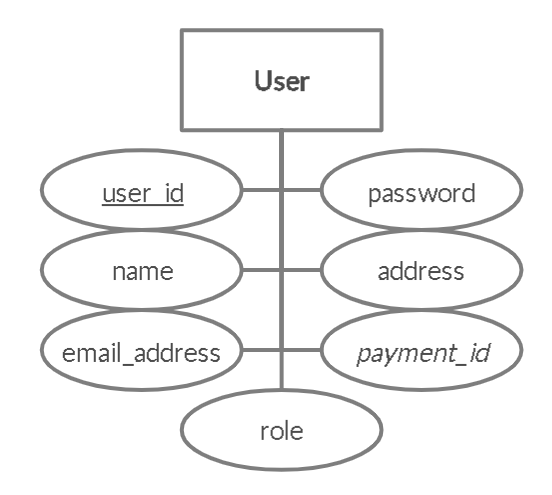 User
user_id
password
name
address
email_address
payment_id
role